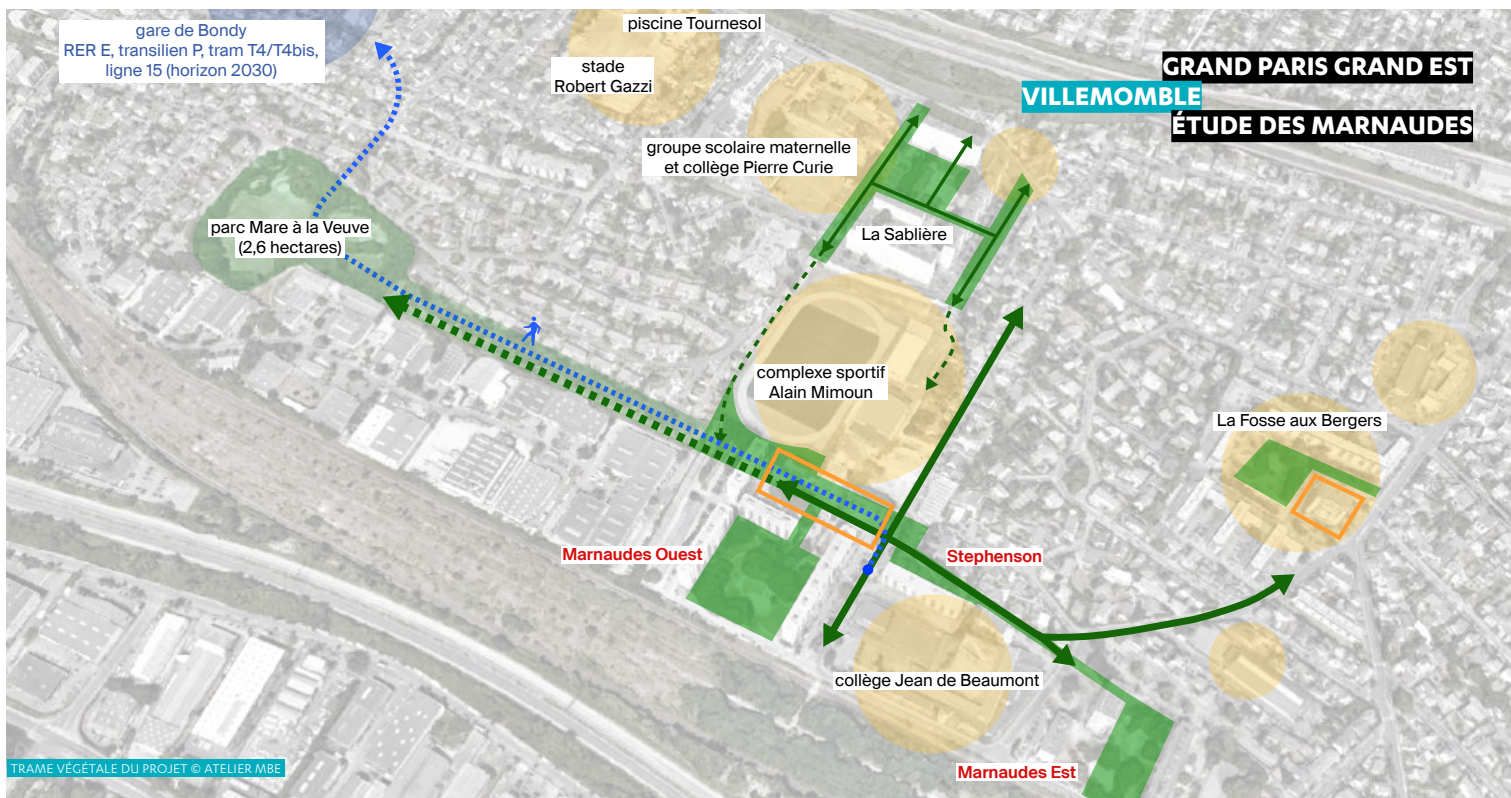 gare de Bondy
RER E, transilien P, tram T4/T4bis,
ligne 15 (horizon 2030)
piscine Tournesol
stade
Robert Gazzi
GRAND PARIS GRAND EST
VILLEMOMBLE
ÉTUDE DES MARNAUDES
groupe scolaire maternelle
et collège Pierre Curie
parc Mare à la Veuve
(2,6 hectares)
La Sablière
complexe sportif
Alain Mimoun
La Fosse aux Bergers
Marnaudes Ouest
Stephenson
collège Jean de Beaumont
Marnaudes Est
TRAME VÉGÉTALE DU PROJET © ATELIER MBE